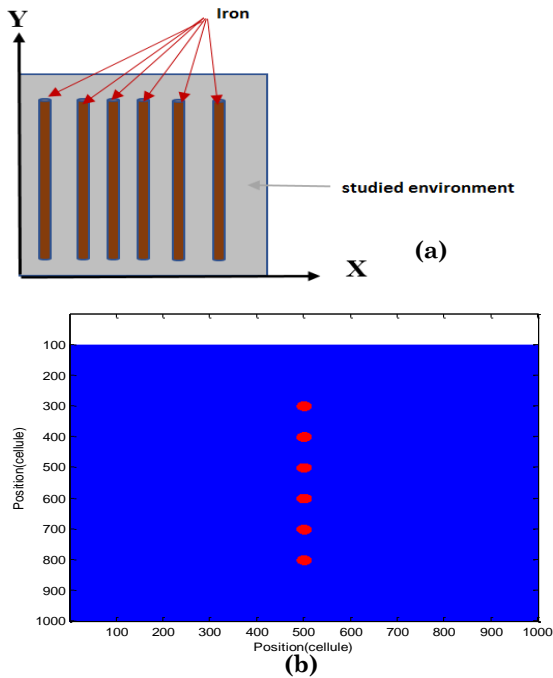 Iron
Y
studied environment
(a)
X
100
200
300
400
500
600
700
800
900
1000
Position(cellule)
100 200 300 400 500 600 700 800 900 1000
Position(cellule)
(b)